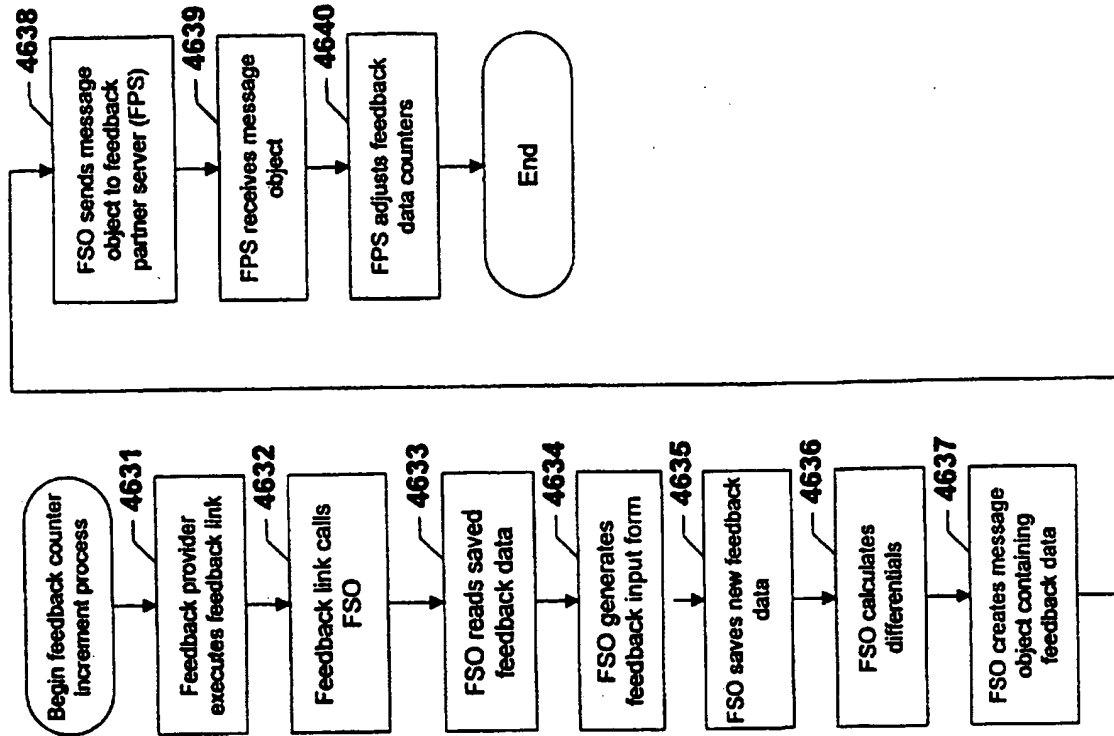 Begin feedback counter
increment process
4631
Feedback provider
executes feedback link
4632
Feedback link calls
FSO
4633
FSO reads saved
feedback data
4634
FSO generates
feedback input form
4635
FSO saves new feedback
data
4636
FSO calculates
differentials
4637
FSO creates message
object containing
feedback data
4638
FSO sends message
object to feedback
partner server (FPS)
4639
FPS receives message
object
4640
FPS adjusts feedback
data counters
End